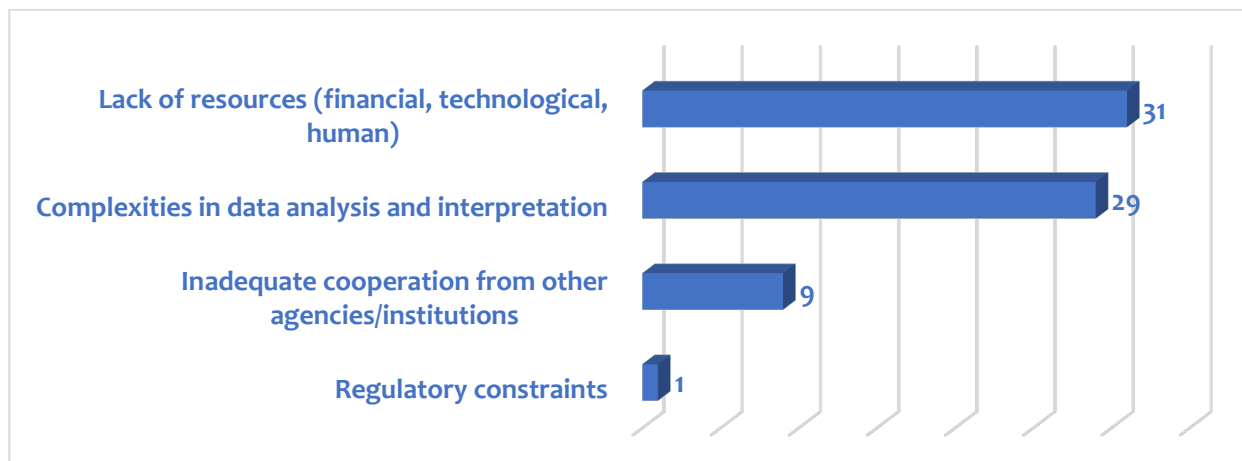 Lack of resources (financial, technological,
human)
31
Complexities in data analysis and interpretation
29
Inadequate cooperation from other
agencies/institutions
9
Regulatory constraints
1